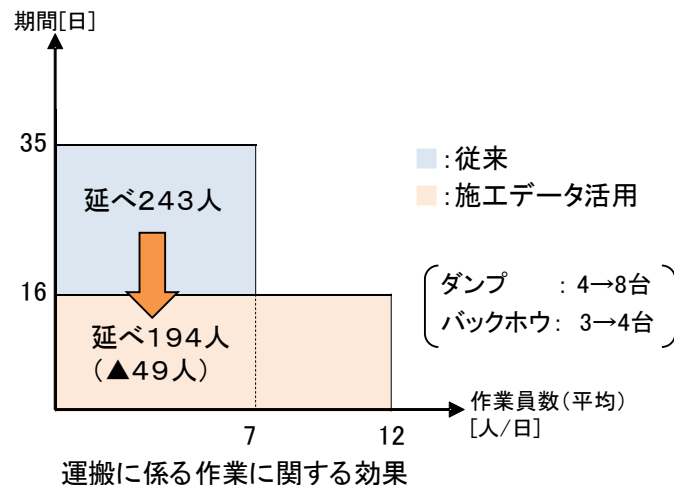 期間[日]
35
■:従来
■:施工データ活用
延べ243人
16
ダンプ : 4→8台
バックホウ: 3→4台
延べ194人
(▲49人)
作業員数(平均)
[人/日]
7
12
運搬に係る作業に関する効果